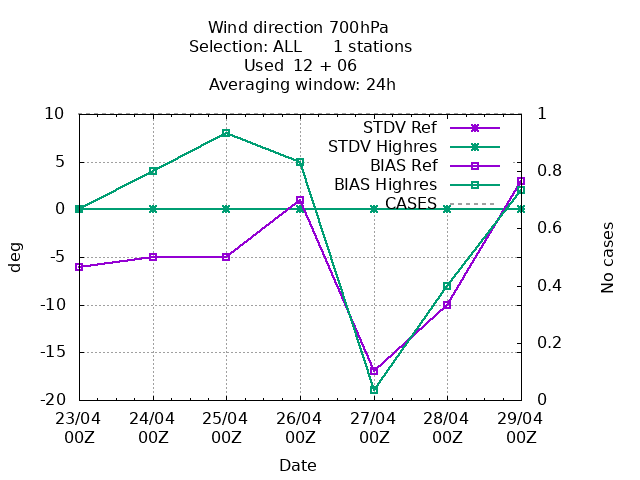 Wind direction 700hPa
Selection: ALL 1 stations
Used 12 + 06
Averaging window: 24h
10
5
0
-5
-10
-15
-20
deg
1
0.8
0.6
0.4
0.2
0
No cases
STDV Ref
STDV Highres
BIAS Ref
BIAS Highres
CASES
23/04 24/04 25/04 26/04 27/04 28/04 29/04
00Z 00Z 00Z 00Z 00Z 00Z 00Z
Date